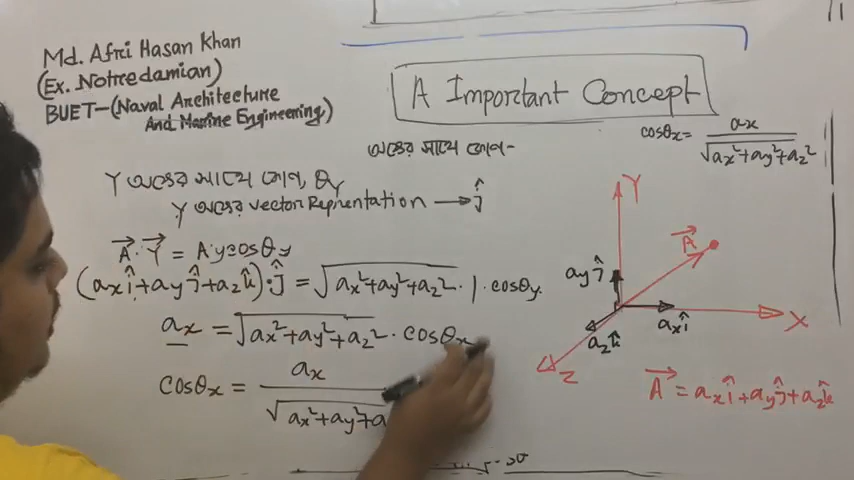 Md. Afri Hasan Khan
(Ex. Notredamian)
BUET-(Naval Architecture
And Marine Engineering)
A Important Concept
অক্ষের সাথে কোণ-
cosθx = ax / √ax²+ay²+az²
Y অক্ষের সাথে কোণ, θy
Y অক্ষের vector Reprentation → ĵ
A⃗·Y⃗ = A·y cosθy
(axî+ayĵ+azk̂)·ĵ = √ax²+ay²+az² · 1 · cosθy
ax = √ax²+ay²+az² · cosθx
cosθx = ax / √ax²+ay²+a
Y
A⃗
ayĵ
axî
X
azk̂
Z
A⃗ = axî+ayĵ+azk̂